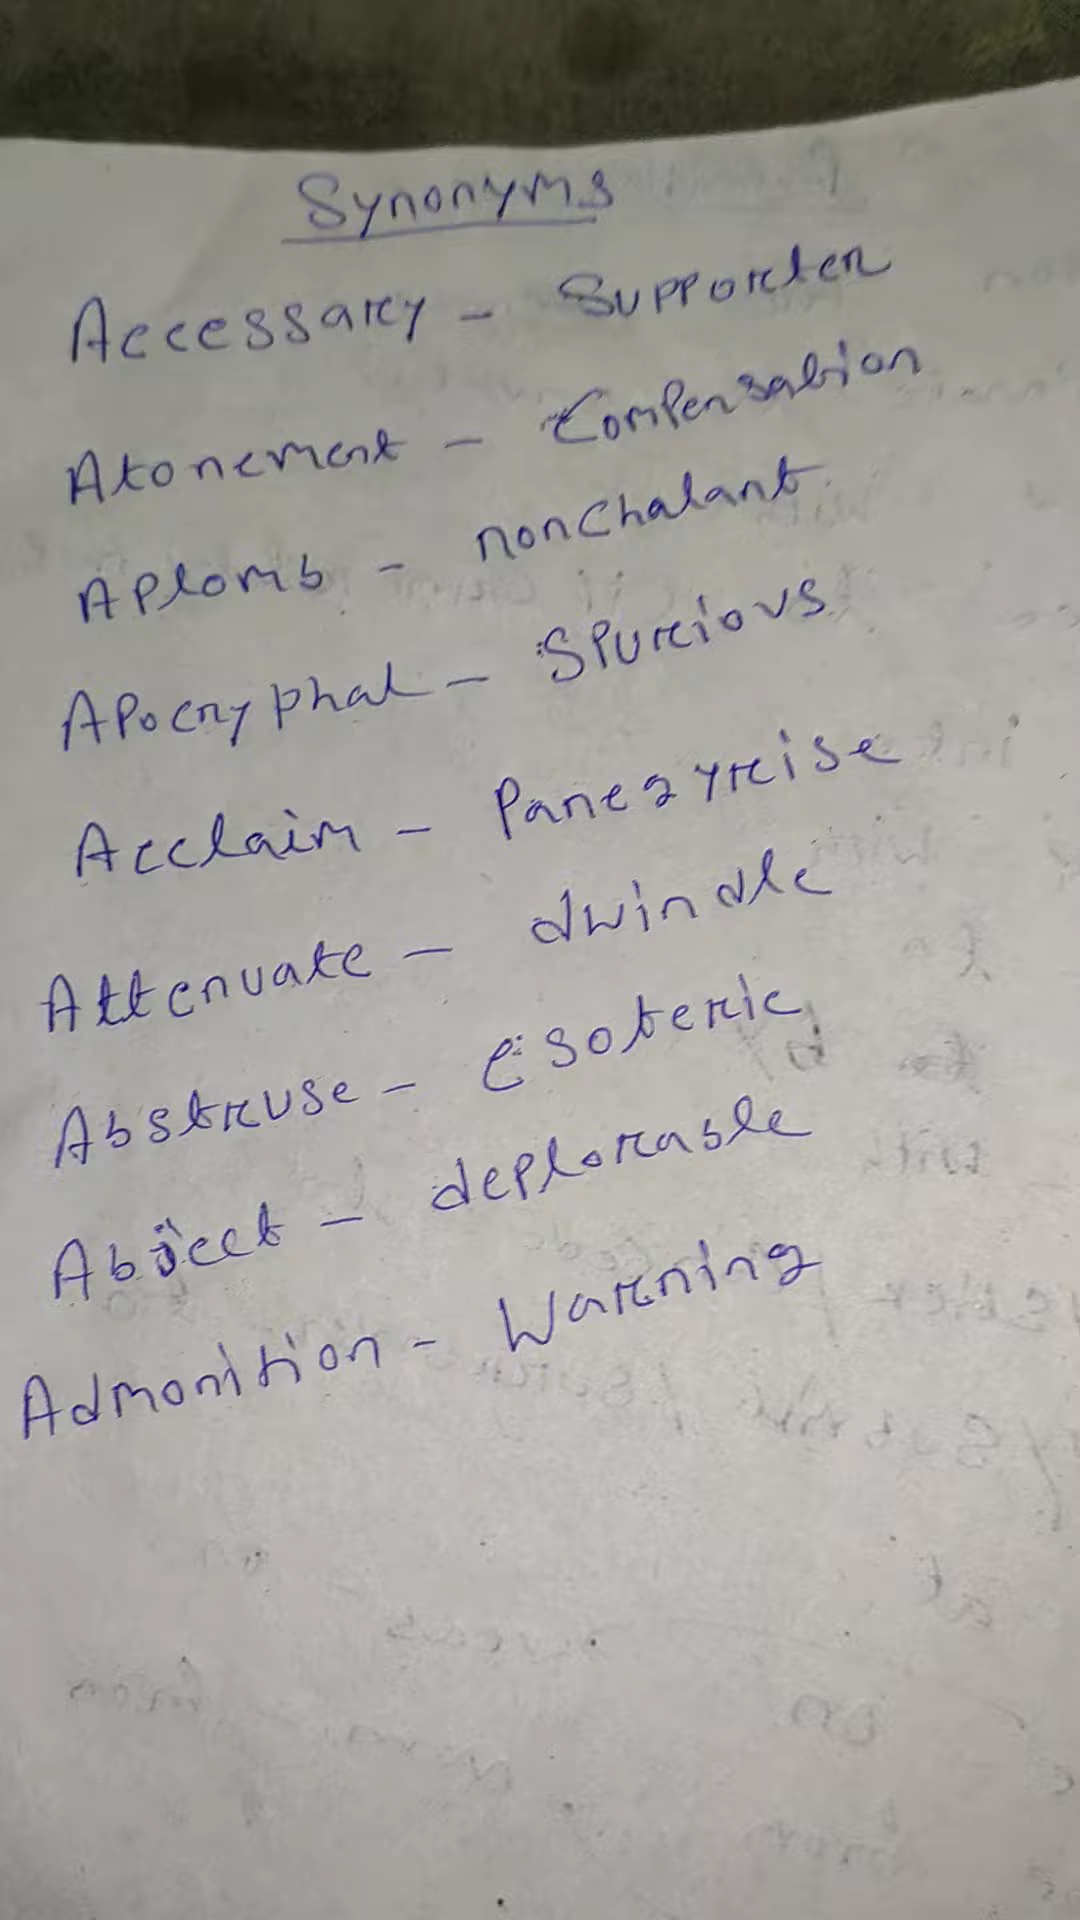 Synonyms
Accessary - Supporter
Atonement - Compensation
Aplomb - nonchalant
Apocryphal - Spurious
Acclaim - Panegyrise
Attenuate - dwindle
Abstruse - esoteric
Abject - deplorable
Admonition - Warning